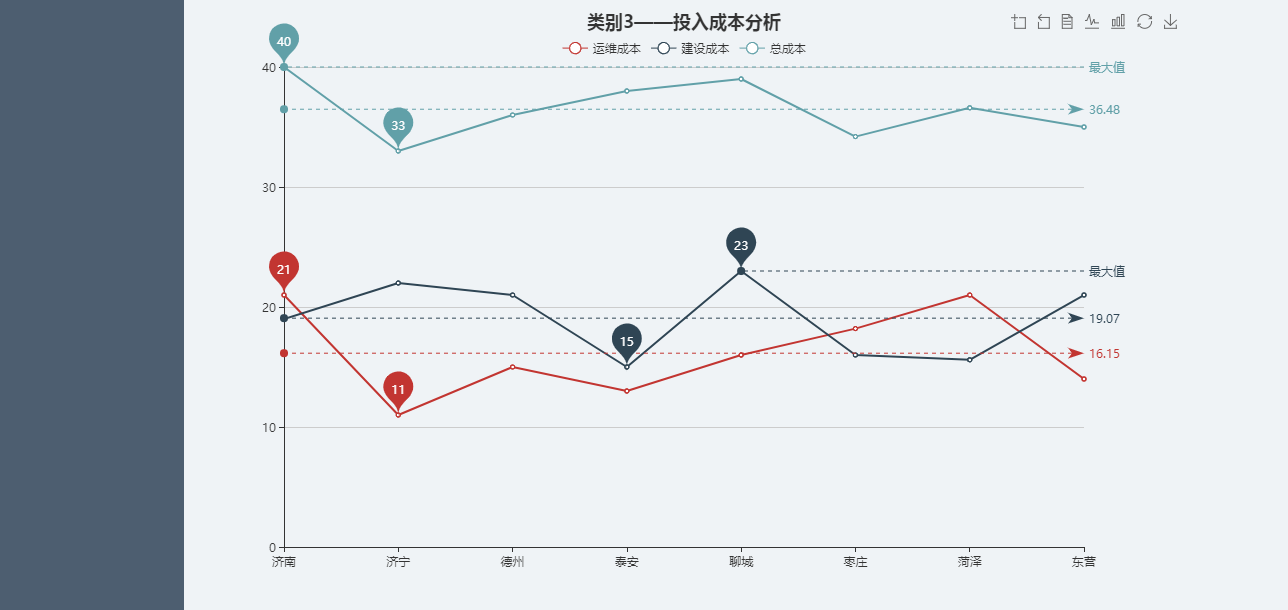 类别3——投入成本分析
运维成本 建设成本 总成本
40
40 最大值
36.48
33
30
23
21 最大值
20 19.07
15
16.15
11
10
0
济南 济宁 德州 泰安 聊城 枣庄 菏泽 东营